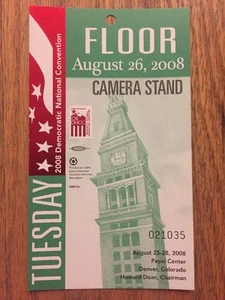 FLOOR
August 26, 2008
CAMERA STAND
TUESDAY
2008 Democratic National Convention
DNCC
021035
August 25-28, 2008
Pepsi Center
Denver, Colorado
Howard Dean, Chairman